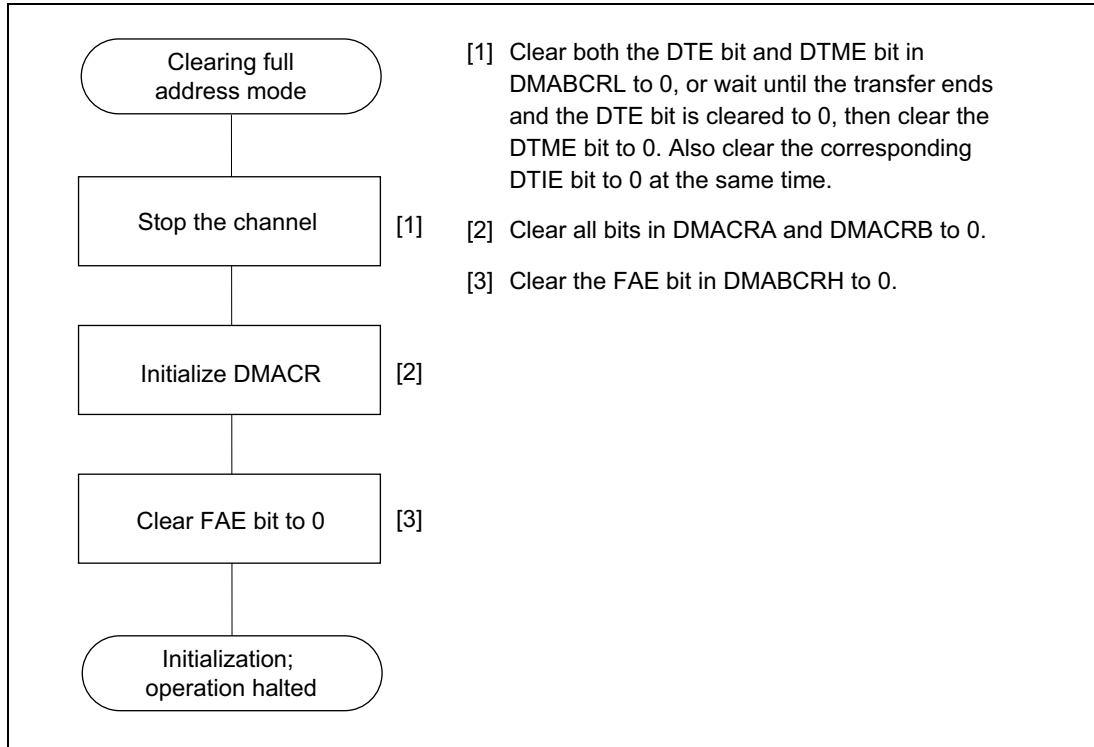 Clearing full
address mode
Stop the channel [1]
Initialize DMACR [2]
Clear FAE bit to 0 [3]
Initialization;
operation halted
[1] Clear both the DTE bit and DTME bit in
DMABCRL to 0, or wait until the transfer ends
and the DTE bit is cleared to 0, then clear the
DTME bit to 0. Also clear the corresponding
DTIE bit to 0 at the same time.
[2] Clear all bits in DMACRA and DMACRB to 0.
[3] Clear the FAE bit in DMABCRH to 0.